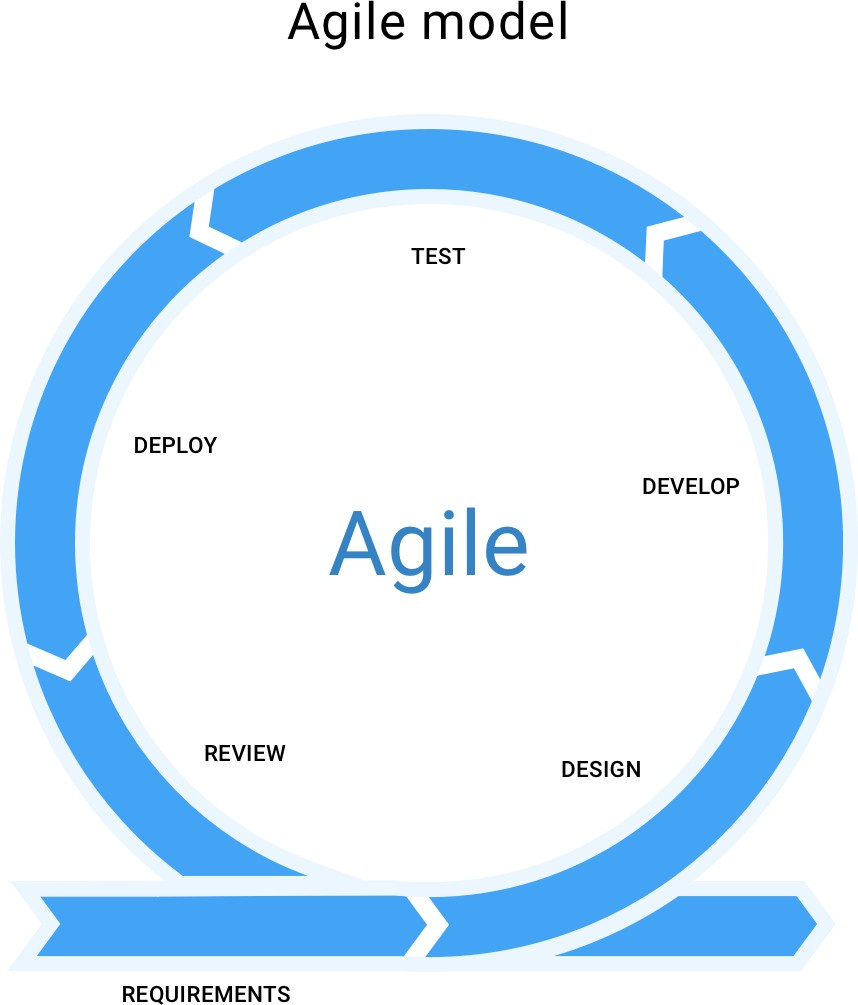 Agile model
TEST
DEPLOY
DEVELOP
Agile
REVIEW
DESIGN
REQUIREMENTS